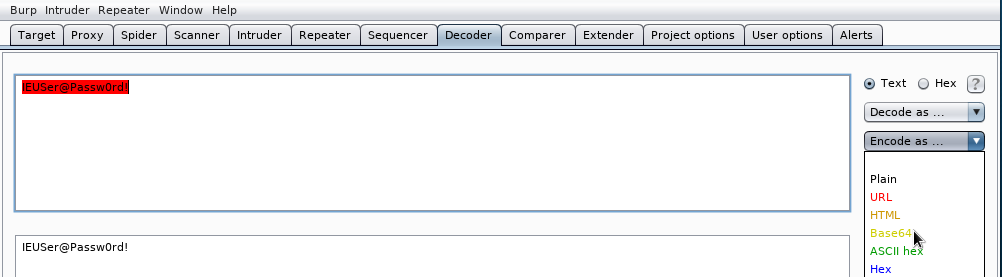 Burp Intruder Repeater Window Help
Target Proxy Spider Scanner Intruder Repeater Sequencer Decoder Comparer Extender Project options User options Alerts
IEUSer@Passw0rd!
Text Hex ?
Decode as ...
Encode as ...
Plain
URL
HTML
Base64
ASCII hex
Hex
IEUSer@Passw0rd!